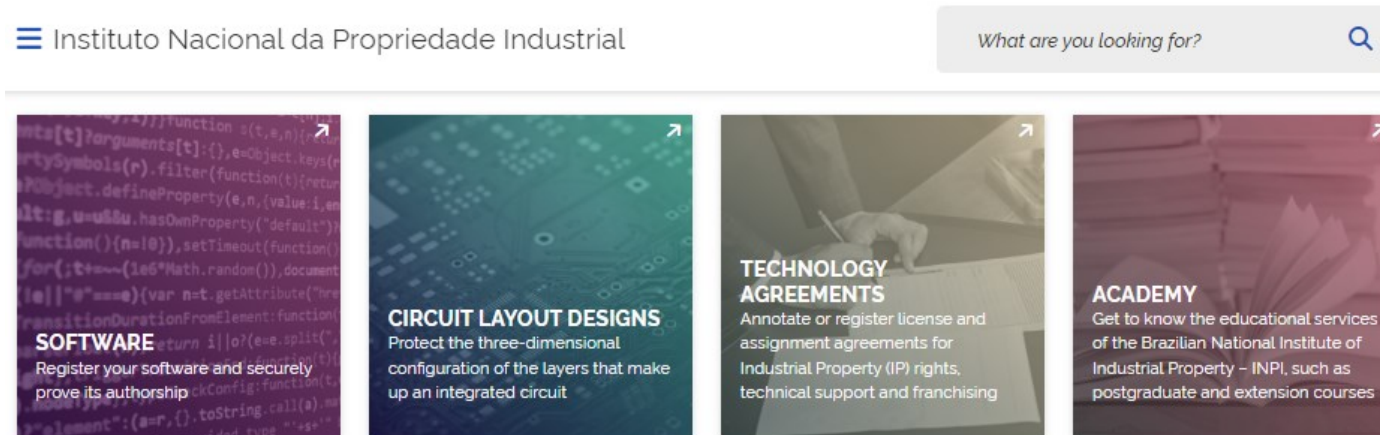 Instituto Nacional da Propriedade Industrial
What are you looking for?
SOFTWARE
Register your software and securely
prove its authorship
CIRCUIT LAYOUT DESIGNS
Protect the three-dimensional
configuration of the layers that make
up an integrated circuit
TECHNOLOGY
AGREEMENTS
Annotate or register license and
assignment agreements for
Industrial Property (IP) rights,
technical support and franchising
ACADEMY
Get to know the educational services
of the Brazilian National Institute of
Industrial Property – INPI, such as
postgraduate and extension courses